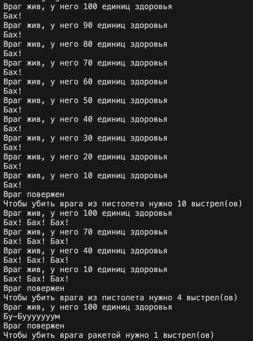 Враг жив, у него 100 единиц здоровья
Бах!
Враг жив, у него 90 единиц здоровья
Бах!
Враг жив, у него 80 единиц здоровья
Бах!
Враг жив, у него 70 единиц здоровья
Бах!
Враг жив, у него 60 единиц здоровья
Бах!
Враг жив, у него 50 единиц здоровья
Бах!
Враг жив, у него 40 единиц здоровья
Бах!
Враг жив, у него 30 единиц здоровья
Бах!
Враг жив, у него 20 единиц здоровья
Бах!
Враг жив, у него 10 единиц здоровья
Бах!
Враг повержен
Чтобы убить врага из пистолета нужно 10 выстрел(ов)
Враг жив, у него 100 единиц здоровья
Бах! Бах! Бах!
Враг жив, у него 70 единиц здоровья
Бах! Бах! Бах!
Враг жив, у него 40 единиц здоровья
Бах! Бах! Бах!
Враг жив, у него 10 единиц здоровья
Бах! Бах! Бах!
Враг повержен
Чтобы убить врага из пистолета нужно 4 выстрел(ов)
Враг жив, у него 100 единиц здоровья
Бу-Бууууууум
Враг повержен
Чтобы убить врага ракетой нужно 1 выстрел(ов)